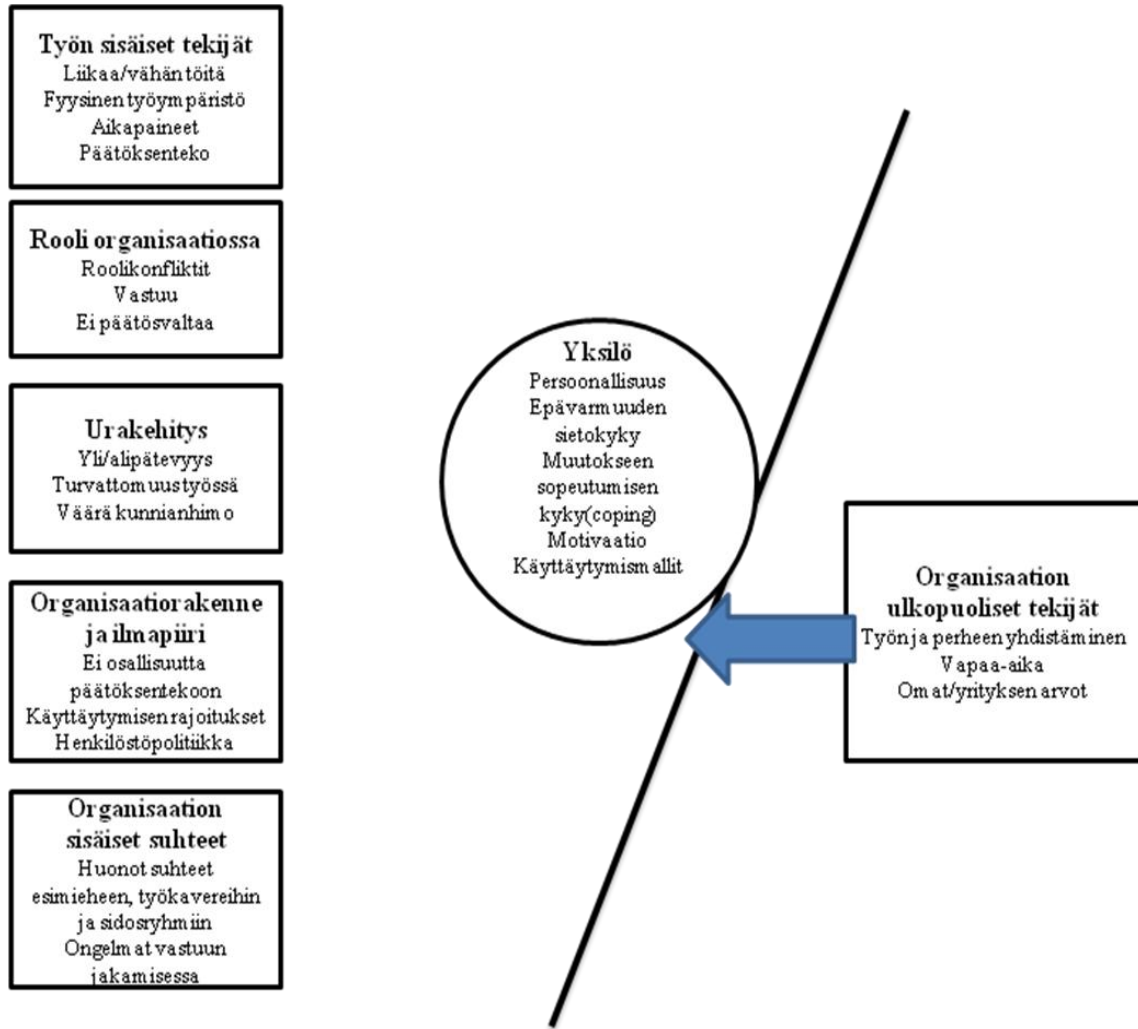 Työn sisäiset tekijät
Liikaa/vähän töitä
Fyysinen työympäristö
Aikapaineet
Päätöksenteko
Rooli organisaatiossa
Roolikonfliktit
Vastuu
Ei päätösvaltaa
Urakehitys
Yli/alipätevyys
Turvattomuus työssä
Väärä kunnianhimo
Organisaatiorakenne
ja ilmapiiri
Ei osallisuutta
päätöksentekoon
Käyttäytymisen rajoitukset
Henkilöstöpolitiikka
Organisaation
sisäiset suhteet
Huonot suhteet
esimieheen, työkavereihin
ja sidosryhmiin
Ongelmat vastuun
jakamisessa
Yksilö
Persoonallisuus
Epävarmuuden
sietokyky
Muutokseen
sopeutumisen
kyky(coping)
Motivaatio
Käyttäytymismallit
Organisaation
ulkopuoliset tekijät
Työn ja perheen yhdistäminen
Vapaa-aika
Omat/yrityksen arvot